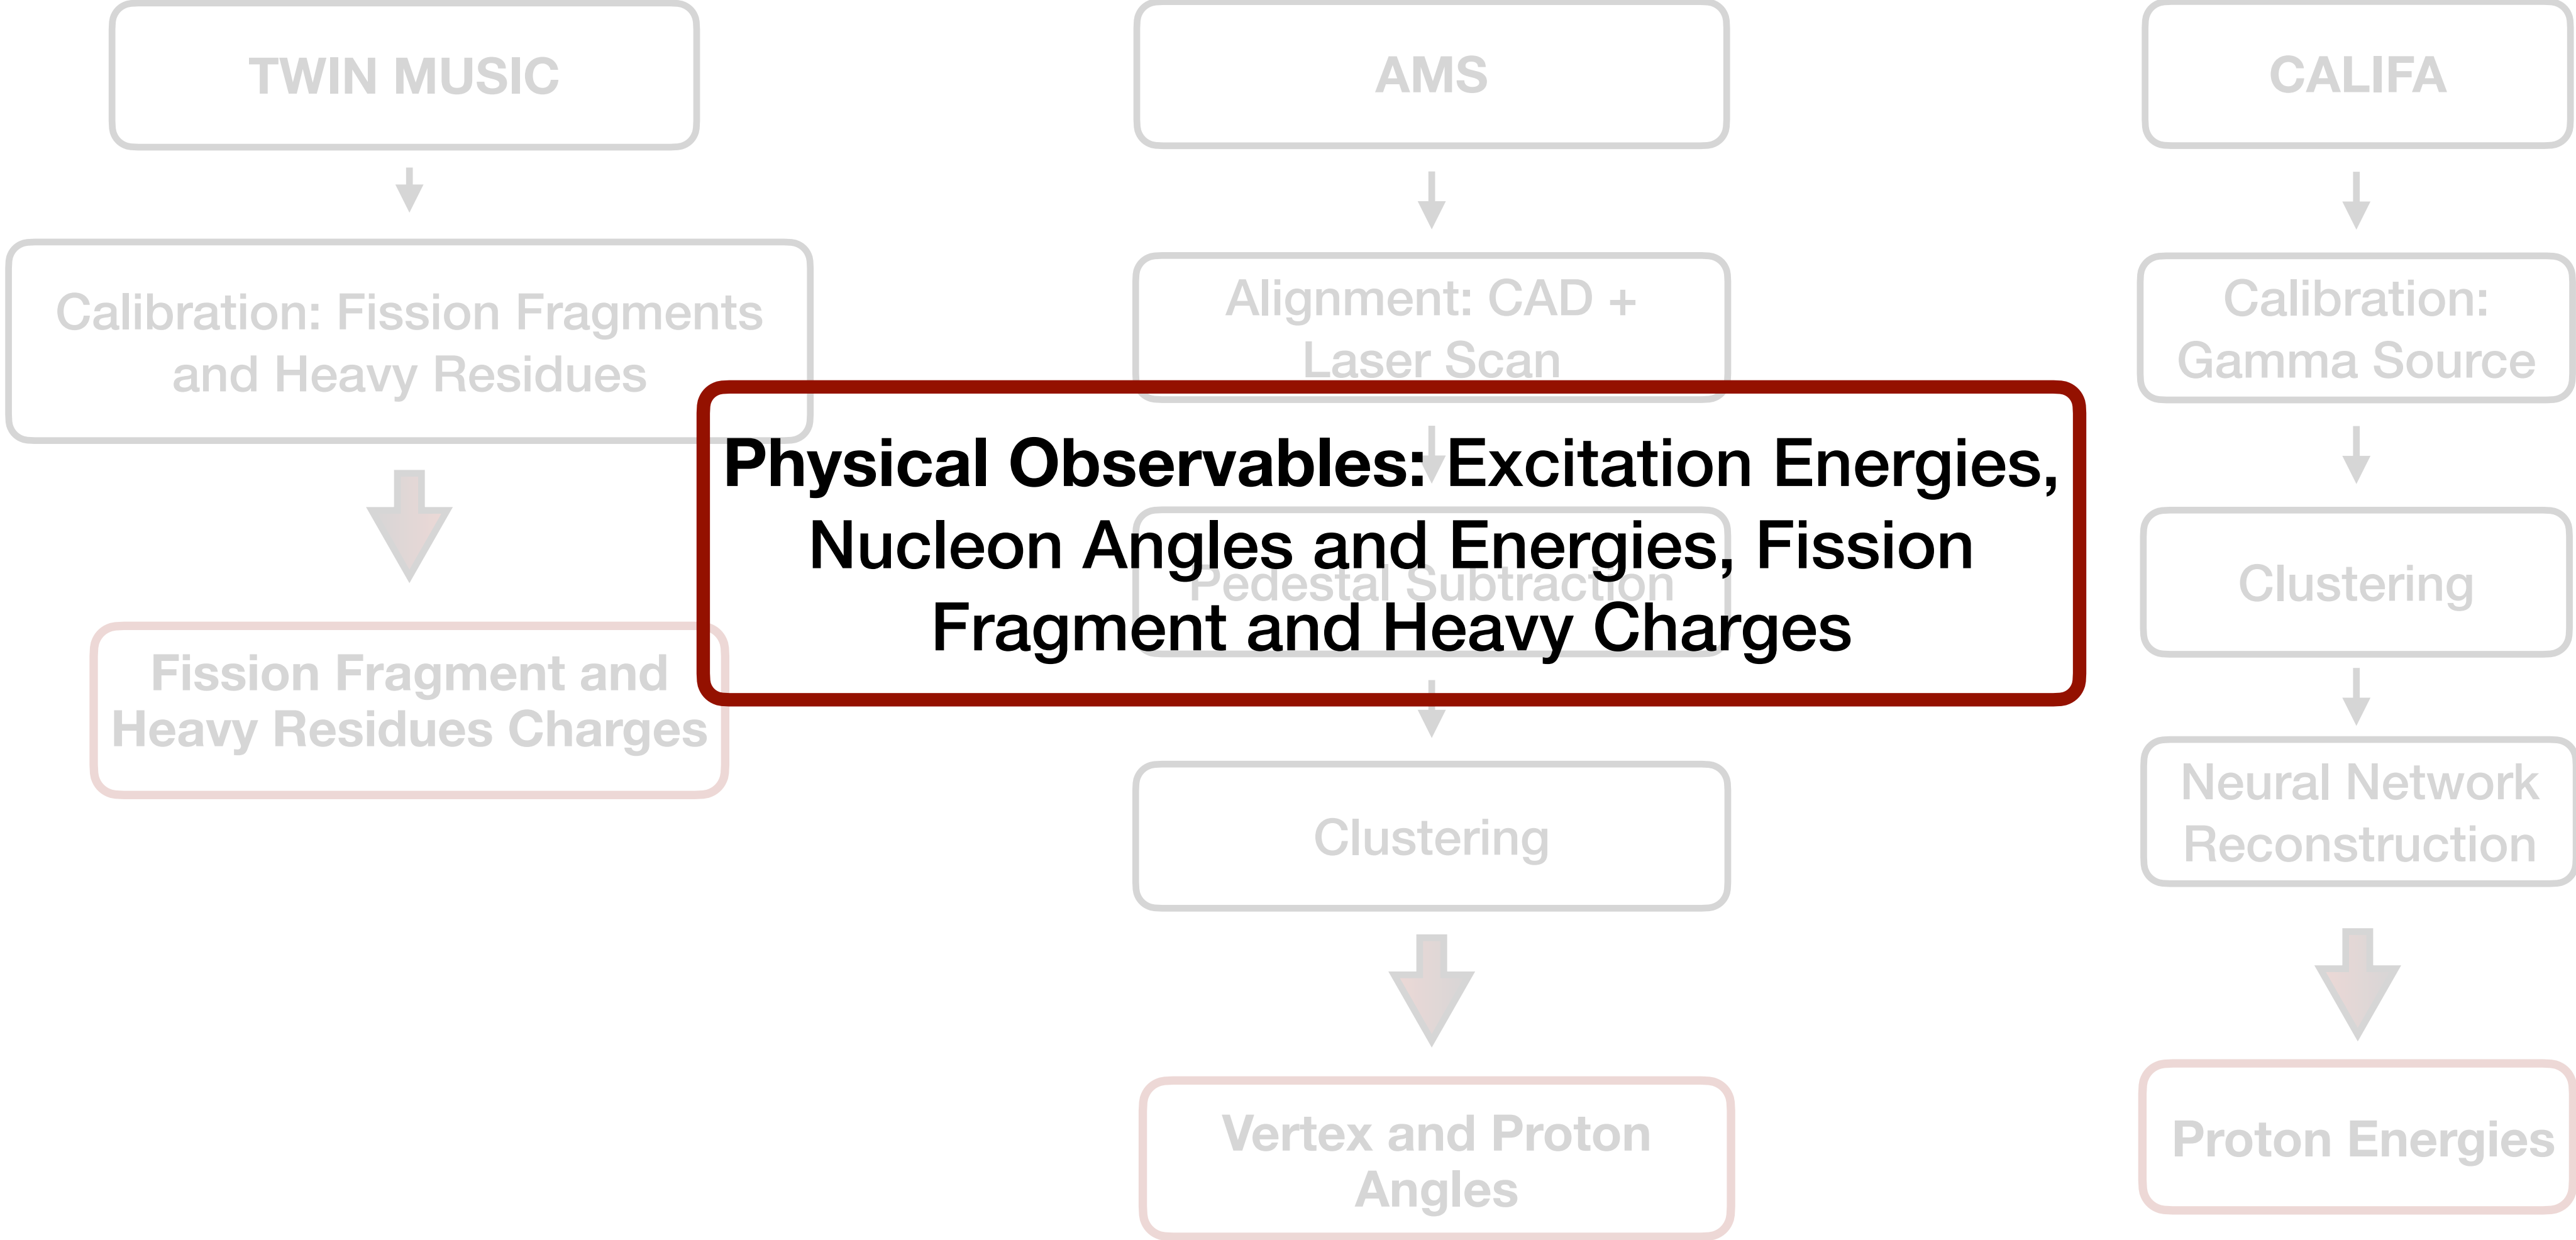 TWIN MUSIC
Calibration: Fission Fragments
and Heavy Residues
Fission Fragment and
Heavy Residues Charges
AMS
Alignment: CAD +
Laser Scan
Pedestal Subtraction
Clustering
Vertex and Proton
Angles
CALIFA
Calibration:
Gamma Source
Clustering
Neural Network
Reconstruction
Proton Energies
Physical Observables: Excitation Energies,
Nucleon Angles and Energies, Fission
Fragment and Heavy Charges